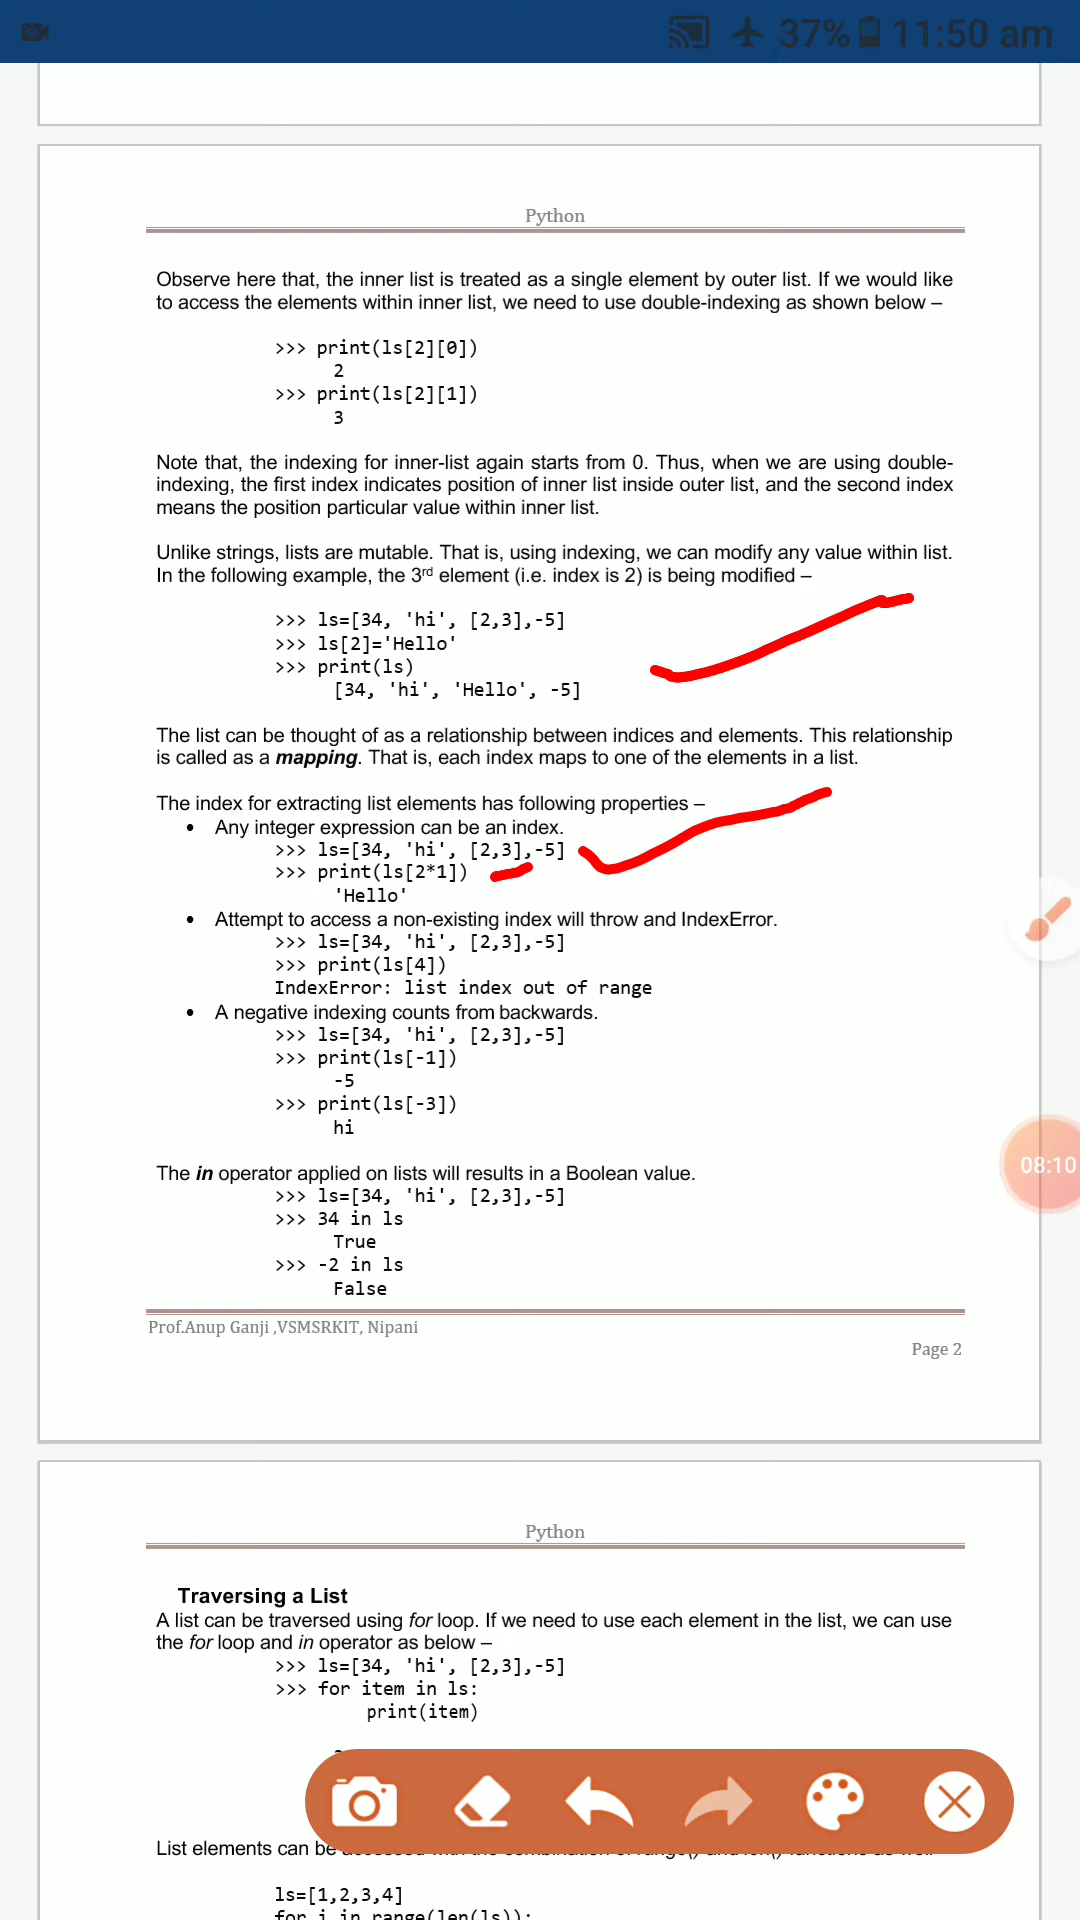 37% 11:50 am
Python
Observe here that, the inner list is treated as a single element by outer list. If we would like
to access the elements within inner list, we need to use double-indexing as shown below –
>>> print(ls[2][0])
2
>>> print(ls[2][1])
3
Note that, the indexing for inner-list again starts from 0. Thus, when we are using double-
indexing, the first index indicates position of inner list inside outer list, and the second index
means the position particular value within inner list.
Unlike strings, lists are mutable. That is, using indexing, we can modify any value within list.
In the following example, the 3rd element (i.e. index is 2) is being modified –
>>> ls=[34, 'hi', [2,3],-5]
>>> ls[2]='Hello'
>>> print(ls)
[34, 'hi', 'Hello', -5]
The list can be thought of as a relationship between indices and elements. This relationship
is called as a mapping. That is, each index maps to one of the elements in a list.
The index for extracting list elements has following properties –
• Any integer expression can be an index.
>>> ls=[34, 'hi', [2,3],-5]
>>> print(ls[2*1])
'Hello'
• Attempt to access a non-existing index will throw and IndexError.
>>> ls=[34, 'hi', [2,3],-5]
>>> print(ls[4])
IndexError: list index out of range
• A negative indexing counts from backwards.
>>> ls=[34, 'hi', [2,3],-5]
>>> print(ls[-1])
-5
>>> print(ls[-3])
hi
08:10
The in operator applied on lists will results in a Boolean value.
>>> ls=[34, 'hi', [2,3],-5]
>>> 34 in ls
True
>>> -2 in ls
False
Prof.Anup Ganji ,VSMSRKIT, Nipani
Page 2
Python
Traversing a List
A list can be traversed using for loop. If we need to use each element in the list, we can use
the for loop and in operator as below –
>>> ls=[34, 'hi', [2,3],-5]
>>> for item in ls:
print(item)
List elements can be
ls=[1,2,3,4]
for i in range(len(ls)):